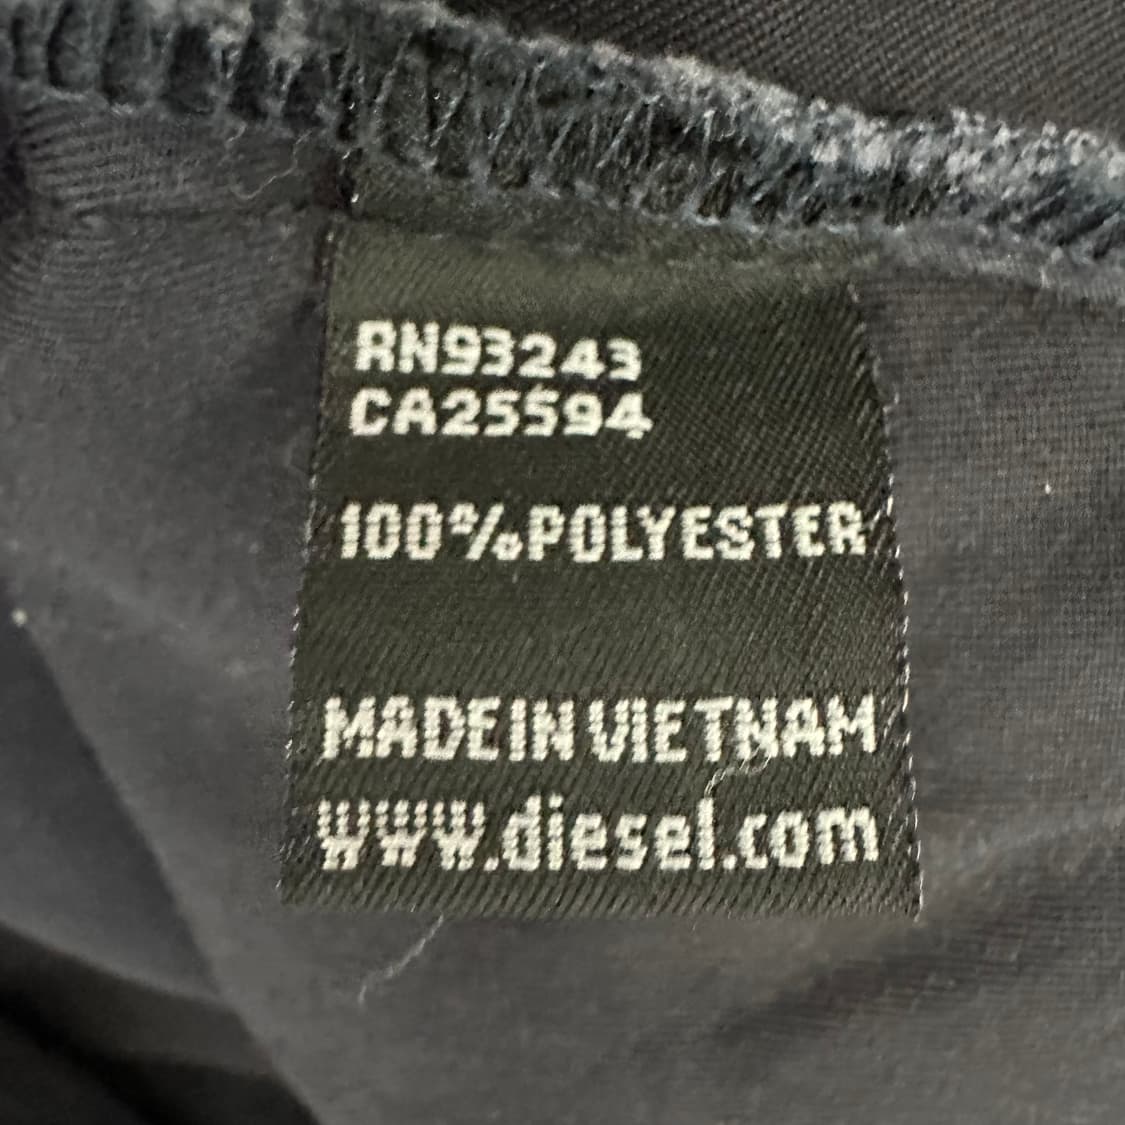 RN93243
CA25594
100%POLYESTER
MADE IN VIETNAM
www.diesel.com